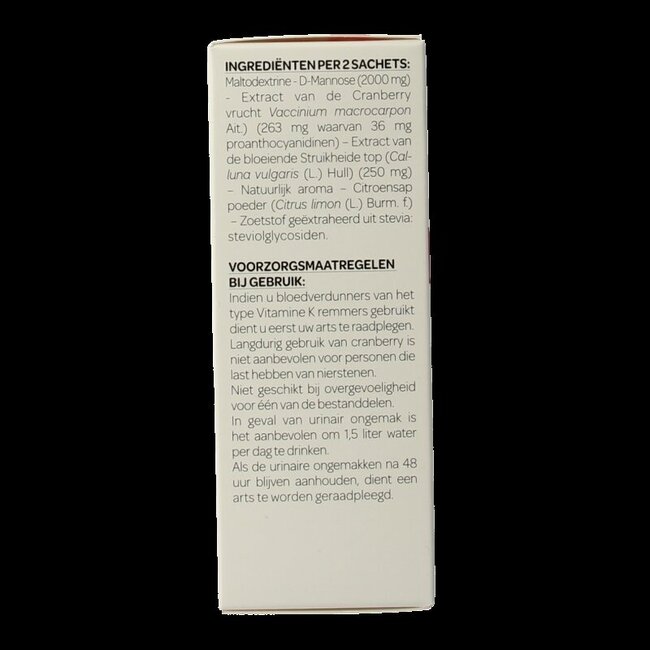 INGREDIËNTEN PER 2 SACHETS:
Maltodextrine - D-Mannose (2000 mg)
- Extract van de Cranberry
vrucht Vaccinium macrocarpon
Ait.) (263 mg waarvan 36 mg
proanthocyanidinen) – Extract van
de bloeiende Struikheide top (Cal-
luna vulgaris (L.) Hull) (250 mg)
– Natuurlijk aroma – Citroensap
poeder (Citrus limon (L.) Burm. f.)
– Zoetstof geëxtraheerd uit stevia:
steviolglycosiden.
VOORZORGSMAATREGELEN
BIJ GEBRUIK:
Indien u bloedverdunners van het
type Vitamine K remmers gebruikt
dient u eerst uw arts te raadplegen.
Langdurig gebruik van cranberry is
niet aanbevolen voor personen die
last hebben van nierstenen.
Niet geschikt bij overgevoeligheid
voor één van de bestanddelen.
In geval van urinair ongemak is
het aanbevolen om 1,5 liter water
per dag te drinken.
Als de urinaire ongemakken na 48
uur blijven aanhouden, dient een
arts te worden geraadpleegd.